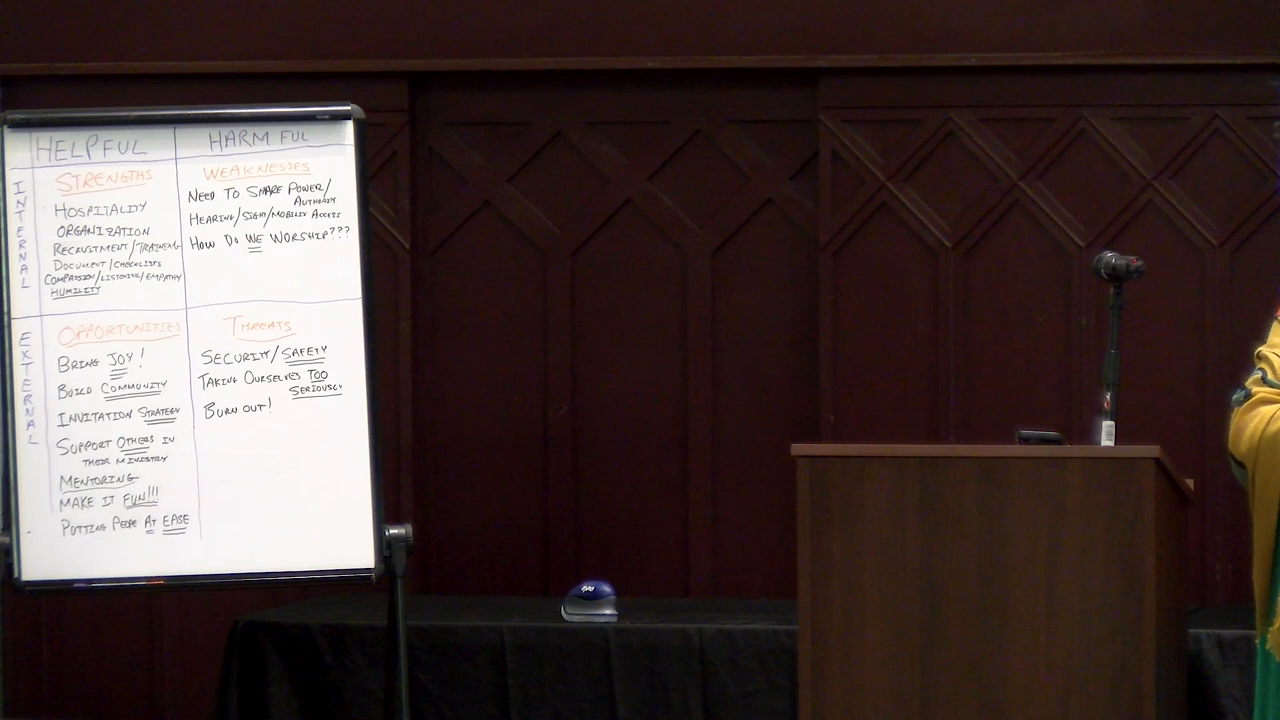 HELPFUL
HARMFUL
INTERNAL
STRENGTHS
HOSPITALITY
ORGANIZATION
RECRUITMENT/TRAINING
DOCUMENT/CHECKLISTS
COMPASSION/LISTENING/EMPATHY
HUMILITY
WEAKNESSES
NEED TO SHARE POWER/
AUTHORITY
HEARING/SIGHT/MOBILITY ACCESS
HOW DO WE WORSHIP???
EXTERNAL
OPPORTUNITIES
BRING JOY!
BUILD COMMUNITY
INVITATION STRATEGY
SUPPORT OTHERS IN
THEIR MINISTRY
MENTORING
MAKE IT FUN!!!
PUTTING PEOPLE AT EASE
THREATS
SECURITY/SAFETY
TAKING OURSELVES TOO
SERIOUSLY
BURN OUT!